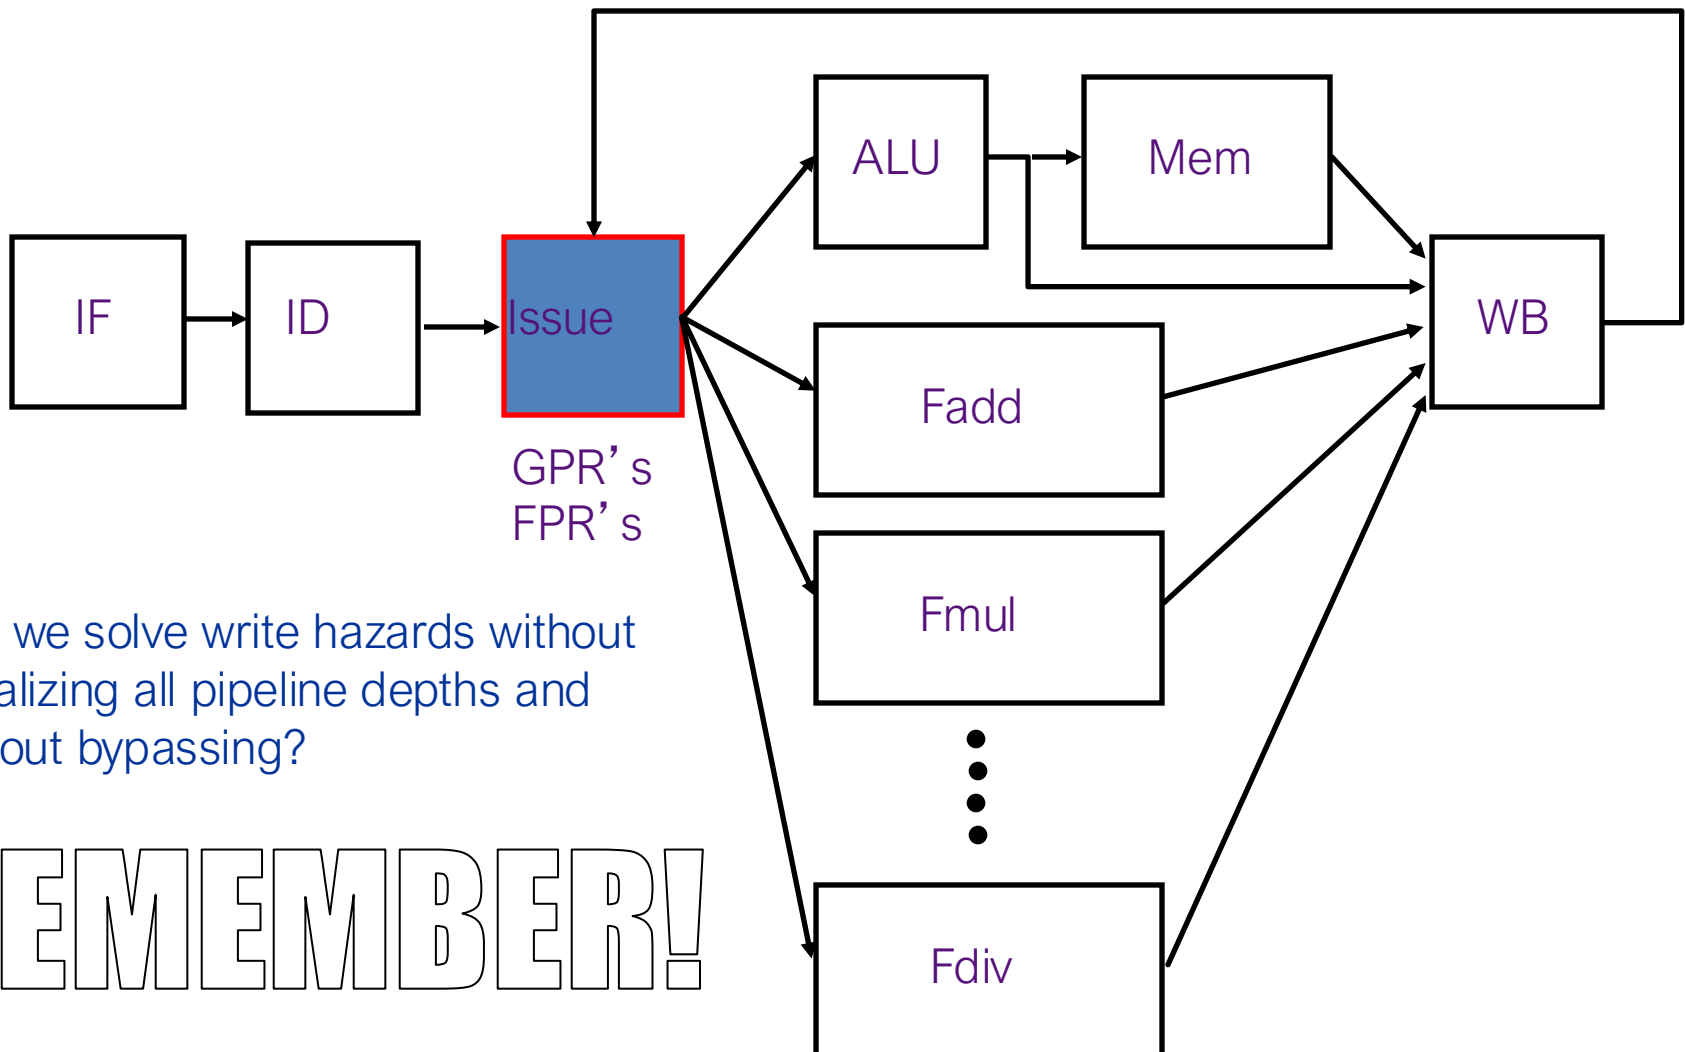 ALU
Mem
IF
ID
Issue
WB
GPR’s
FPR’s
Fadd
Fmul
we solve write hazards without
alizing all pipeline depths and
out bypassing?
EMEMBER!
Fdiv